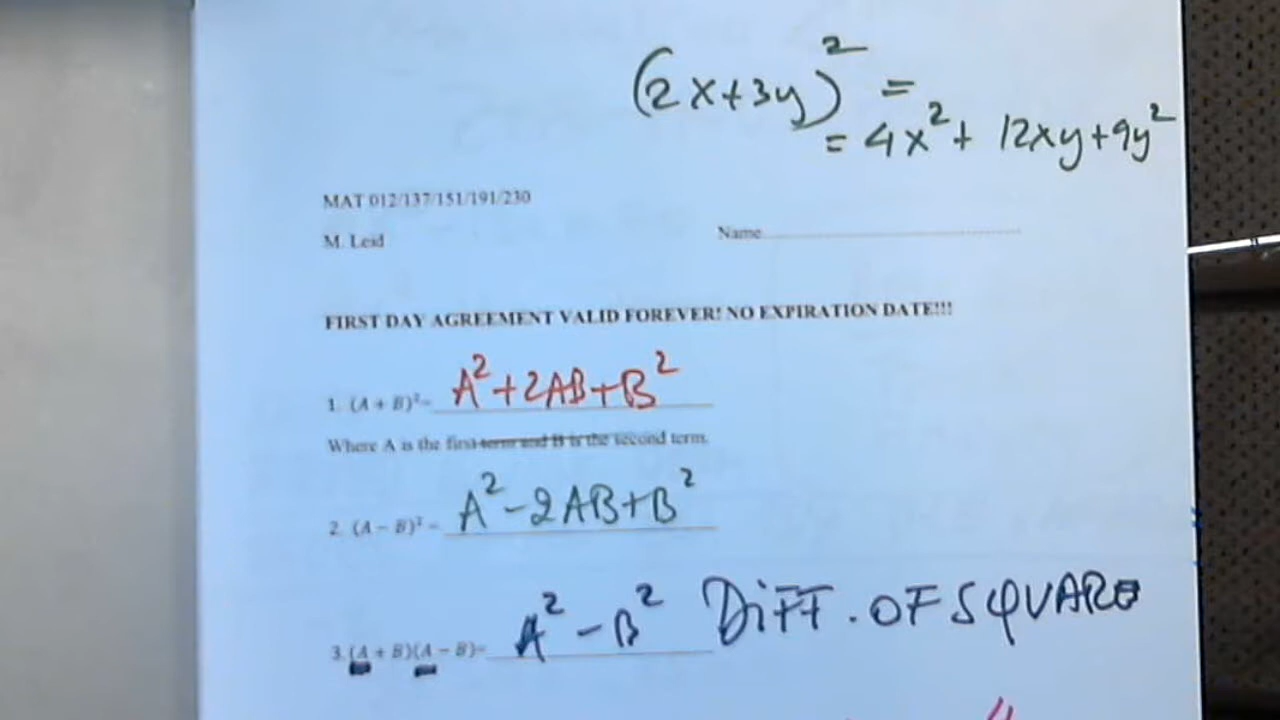 (2x+3y)² =
= 4x² + 12xy+9y²
MAT 012/137/151/191/230
M. Leid
Name
FIRST DAY AGREEMENT VALID FOREVER! NO EXPIRATION DATE!!!
1. (A + B)²= A²+2AB+B²
Where A is the first term and B is the second term.
2. (A − B)² = A²-2AB+B²
3. (A + B)(A − B)= A²-B² DIFF. OF SQUARE
4